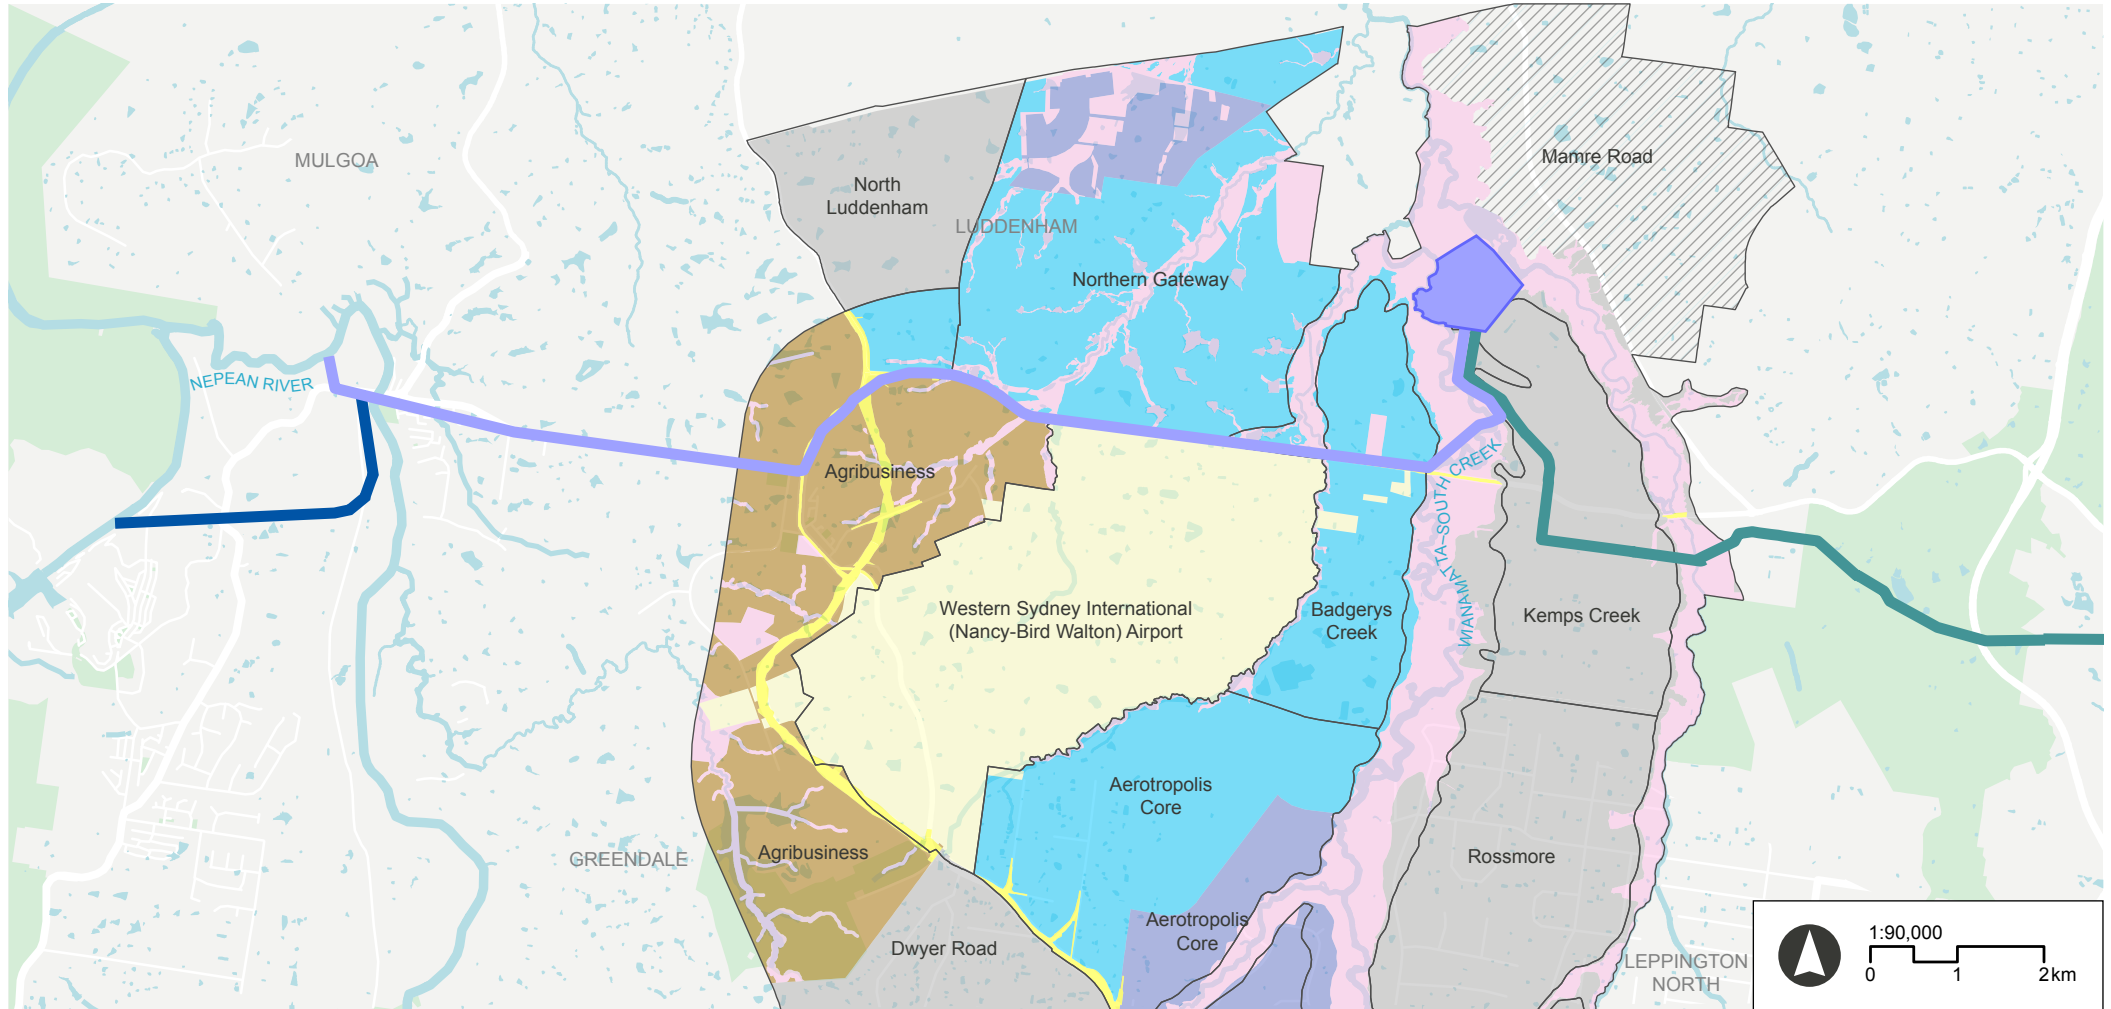 MULGOA
Mamre Road
North
Luddenham
LUDDENHAM
Northern Gateway
NEPEAN RIVER
Agribusiness
WIANAMATTA-SOUTH CREEK
Western Sydney International
(Nancy-Bird Walton) Airport
Badgerys
Creek
Kemps Creek
Aerotropolis
Core
GREENDALE
Agribusiness
Rossmore
Aerotropolis
Core
Dwyer Road
LEPPINGTON
NORTH
1:90,000
0 1 2 km